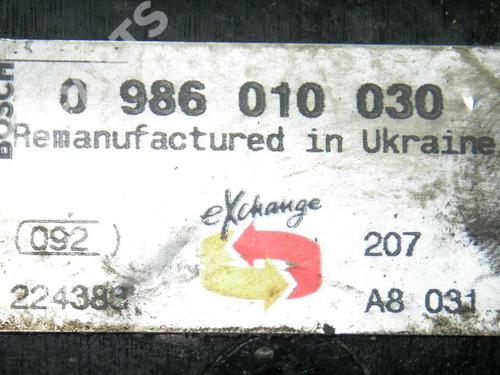 BOSCH
0 986 010 030
Remanufactured in Ukraine
eXchange
092
207
A8 031